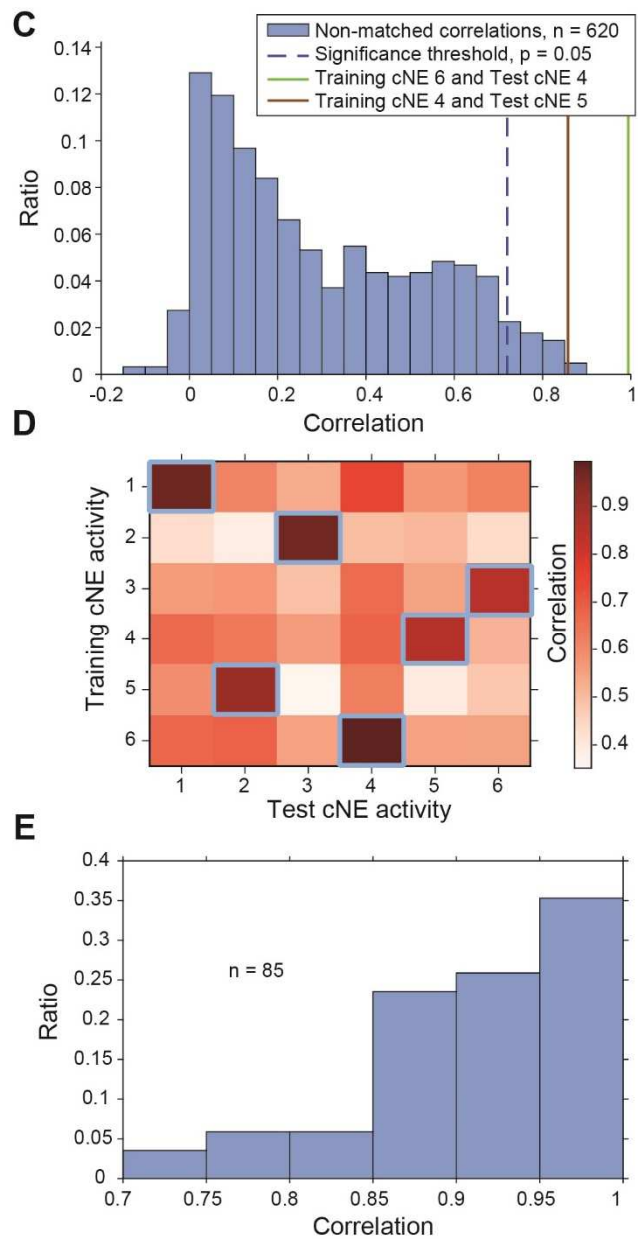 C
Non-matched correlations, n = 620
Significance threshold, p = 0.05
Training cNE 6 and Test cNE 4
Training cNE 4 and Test cNE 5
0.14
0.12
0.1
0.08
0.06
0.04
0.02
0
Ratio
-0.2 0 0.2 0.4 0.6 0.8 1
Correlation
D
Training cNE activity
1
2
3
4
5
6
1 2 3 4 5 6
Test cNE activity
0.9
0.8
0.7
0.6
0.5
0.4
Correlation
E
0.4
0.35
0.3
0.25
0.2
0.15
0.1
0.05
0
Ratio
n = 85
0.7 0.75 0.8 0.85 0.9 0.95 1
Correlation